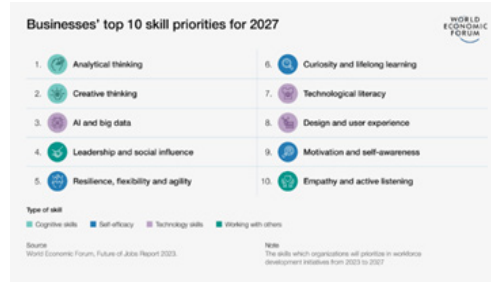 Businesses' top 10 skill priorities for 2027
WORLD
ECONOMIC
FORUM
1. Analytical thinking
2. Creative thinking
3. AI and big data
4. Leadership and social influence
5. Resilience, flexibility and agility
6. Curiosity and lifelong learning
7. Technological literacy
8. Design and user experience
9. Motivation and self-awareness
10. Empathy and active listening
Type of skill
Cognitive skills Self-efficacy Technology skills Working with others
Source
World Economic Forum, Future of Jobs Report 2023.
Note
The skills which organisations will prioritize in workforce
development initiatives from 2023 to 2027